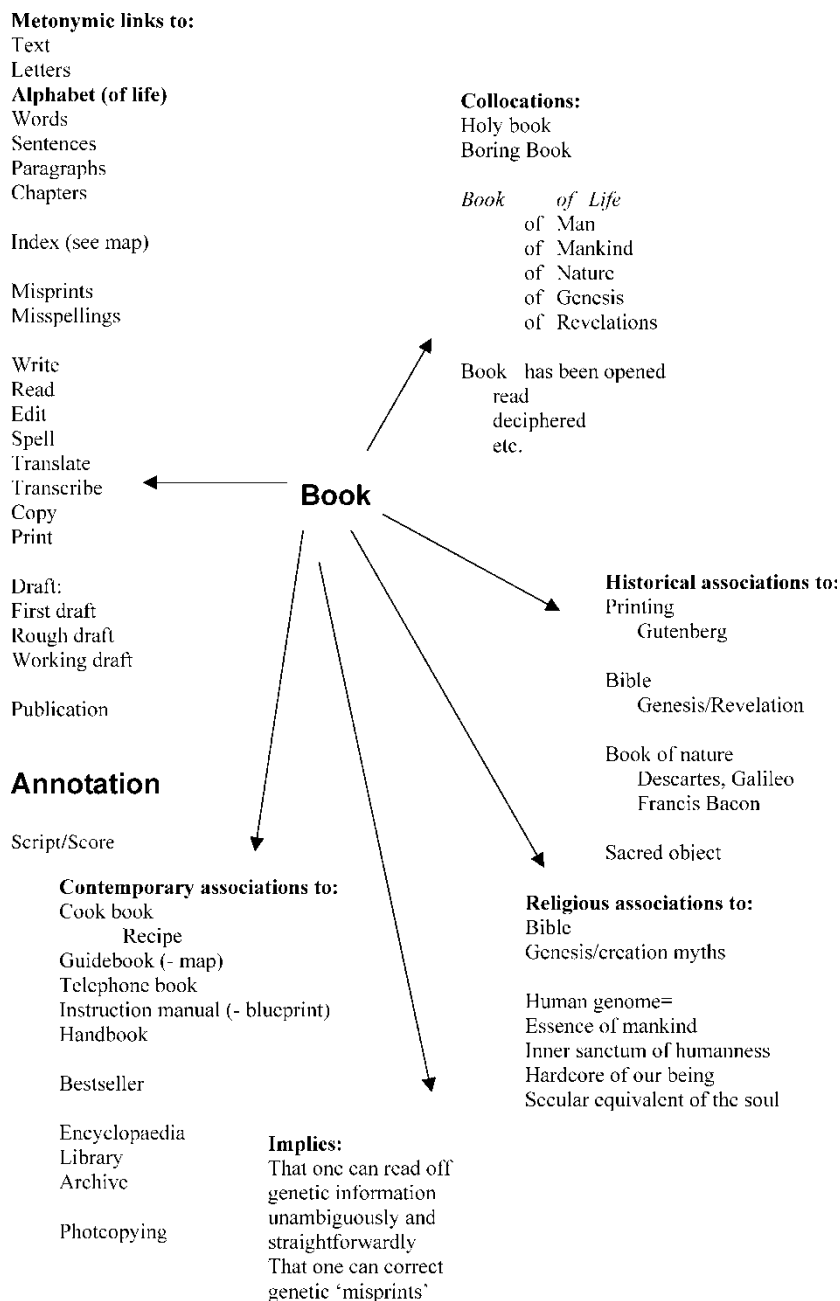 Metonymic links to:
Text
Letters
Alphabet (of life)
Words
Sentences
Paragraphs
Chapters
Index (see map)
Misprints
Misspellings
Write
Read
Edit
Spell
Translate
Transcribe
Copy
Print
Draft:
First draft
Rough draft
Working draft
Publication
Annotation
Script/Score
Collocations:
Holy book
Boring Book
Book of Life
of Man
of Mankind
of Nature
of Genesis
of Revelations
Book has been opened
read
deciphered
etc.
Book
Historical associations to:
Printing
Gutenberg
Bible
Genesis/Revelation
Book of nature
Descartes, Galileo
Francis Bacon
Sacred object
Contemporary associations to:
Cook book
Recipe
Guidebook (- map)
Telephone book
Instruction manual (- blueprint)
Handbook
Bestseller
Encyclopaedia
Library
Archive
Photcopying
Implies:
That one can read off
genetic information
unambiguously and
straightforwardly
That one can correct
genetic ‘misprints’
Religious associations to:
Bible
Genesis/creation myths
Human genome=
Essence of mankind
Inner sanctum of humanness
Hardcore of our being
Secular equivalent of the soul